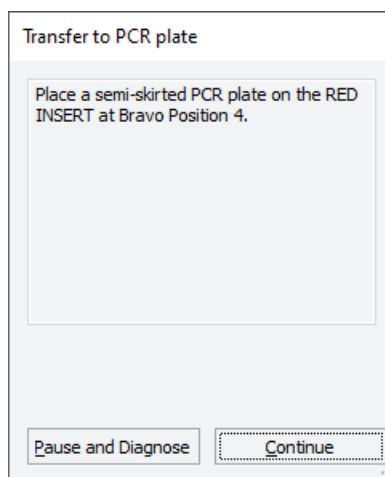 Transfer to PCR plate
Place a semi-skirted PCR plate on the RED
INSERT at Bravo Position 4.
Pause and Diagnose
Continue